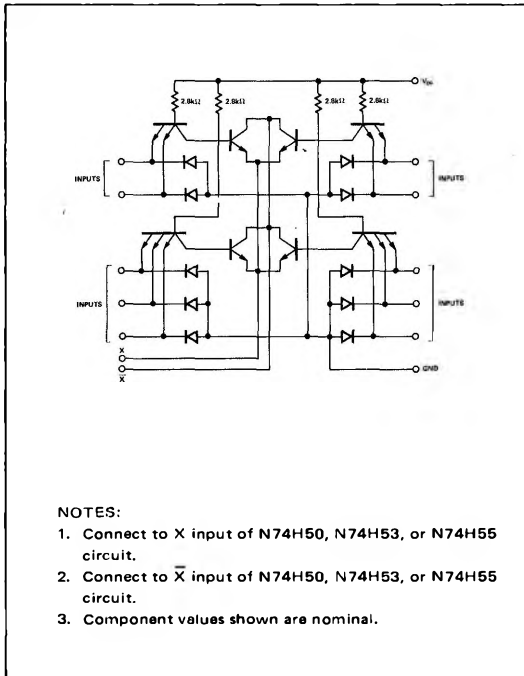 2.8kΩ 2.8kΩ 2.8kΩ 2.8kΩ
INPUTS INPUTS
INPUTS INPUTS
X
X̅
GND
NOTES:
1. Connect to X input of N74H50, N74H53, or N74H55
circuit.
2. Connect to X̅ input of N74H50, N74H53, or N74H55
circuit.
3. Component values shown are nominal.